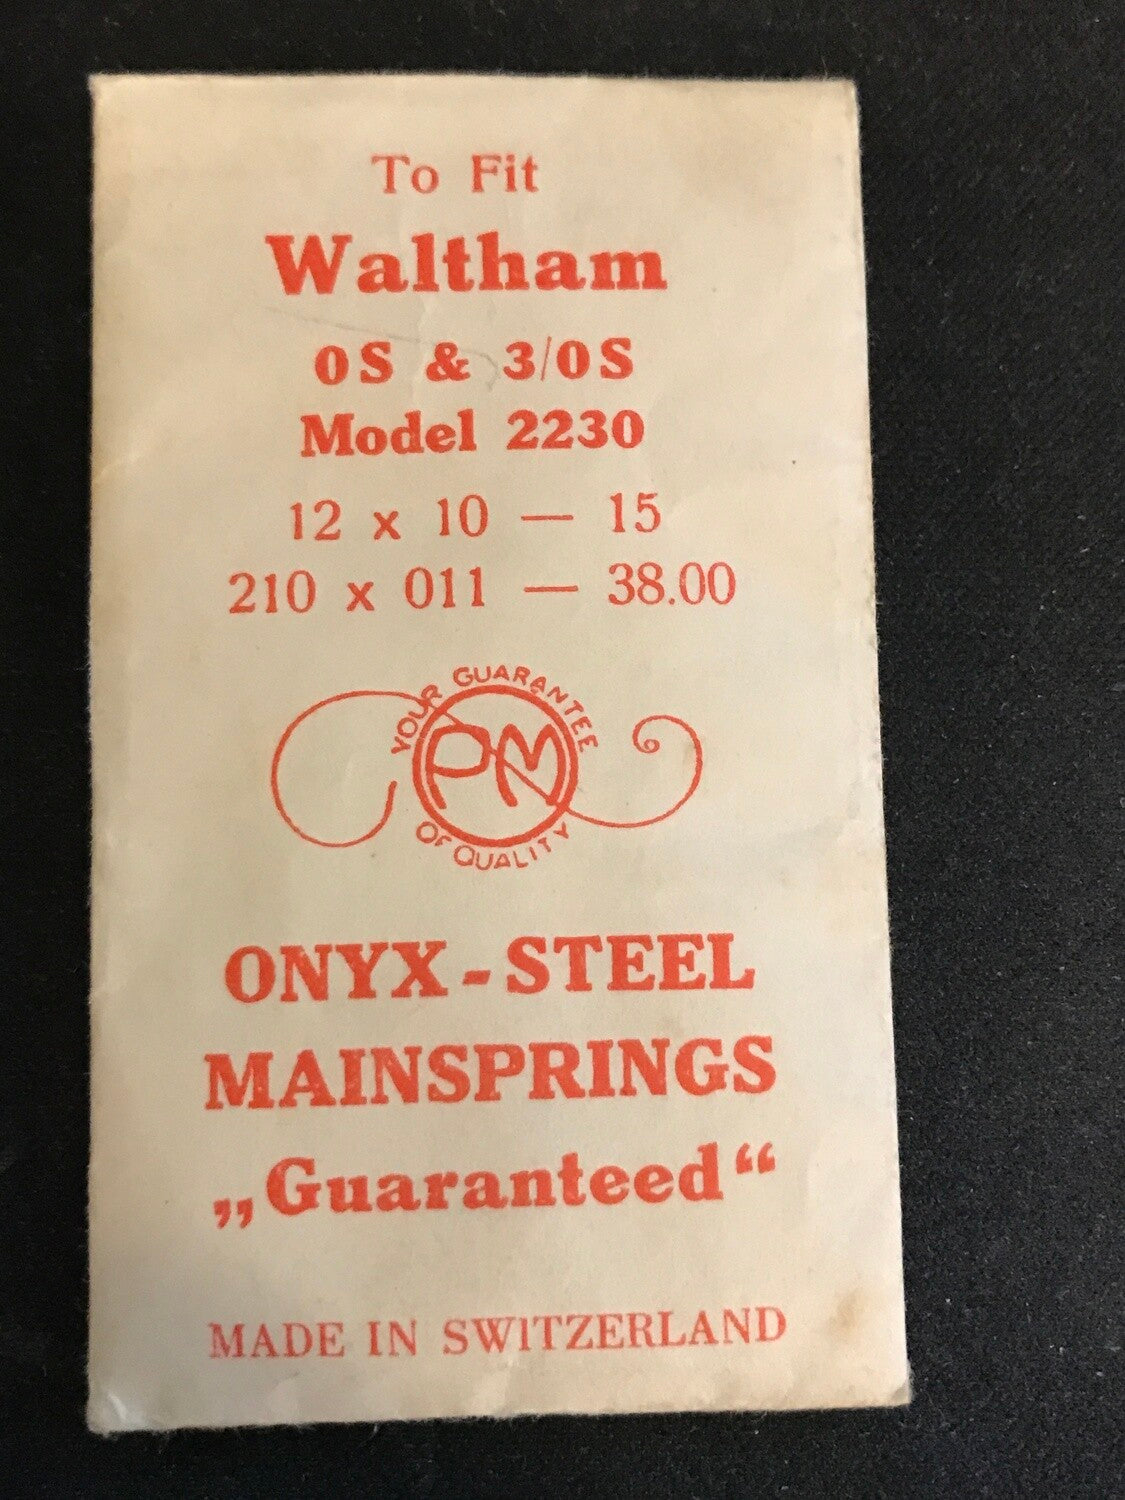 To Fit
Waltham
0S & 3/0S
Model 2230
12 x 10 — 15
210 x 011 — 38.00
YOUR GUARANTEE
PM
OF QUALITY
ONYX-STEEL
MAINSPRINGS
„Guaranteed“
MADE IN SWITZERLAND